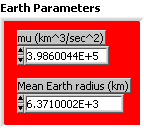 Earth Parameters
mu (km^3/sec^2)
3.9860044E+5
Mean Earth radius (km)
6.3710002E+3